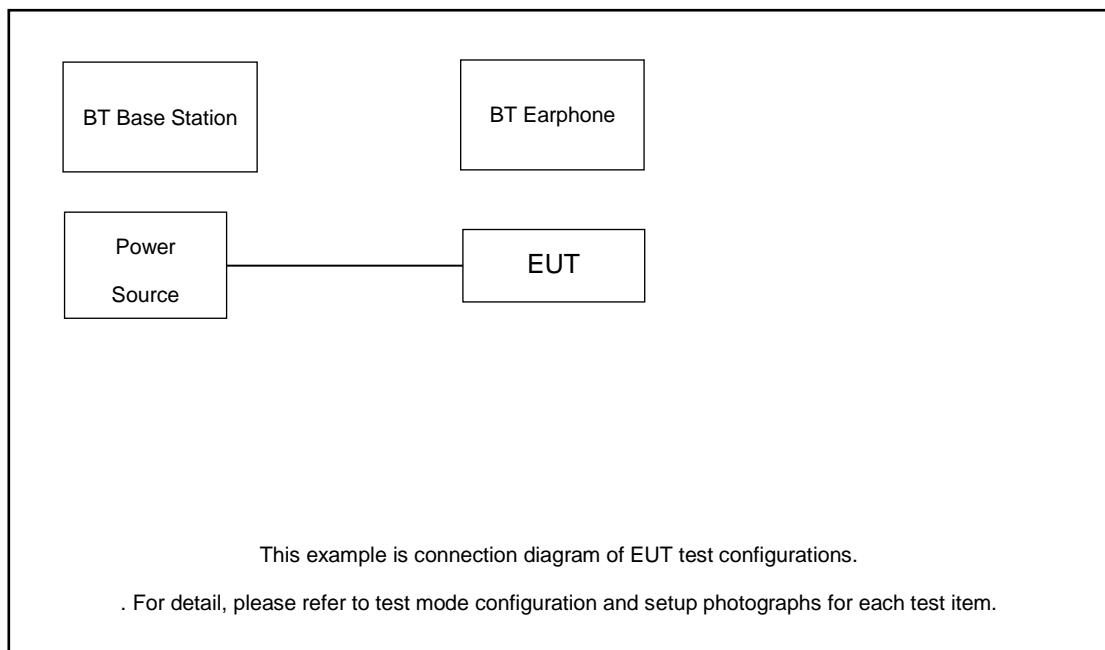 BT Base Station
BT Earphone
Power
Source
EUT
This example is connection diagram of EUT test configurations.
. For detail, please refer to test mode configuration and setup photographs for each test item.